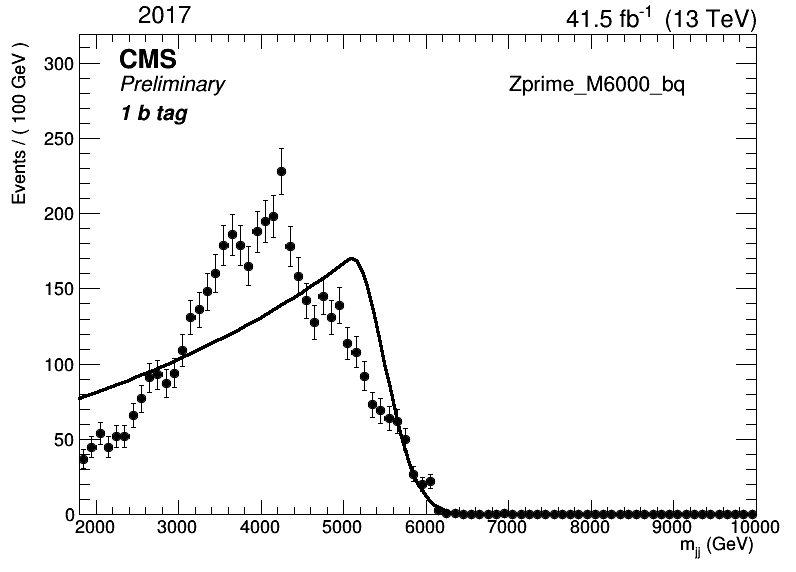 2017 41.5 fb-1 (13 TeV)
CMS
Preliminary
Zprime_M6000_bq
1 b tag
Events / ( 100 GeV )
300
250
200
150
100
50
0
2000 3000 4000 5000 6000 7000 8000 9000 10000
mjj (GeV)